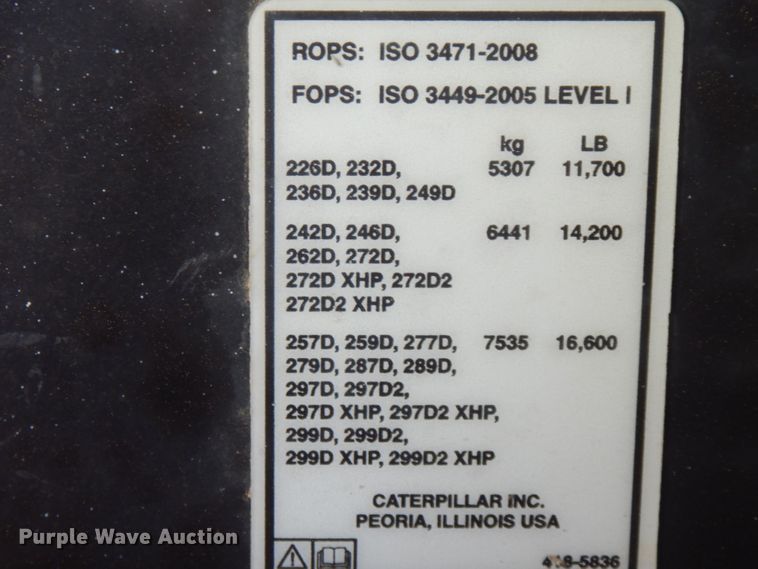 ROPS: ISO 3471-2008
FOPS: ISO 3449-2005 LEVEL I
kg LB
226D, 232D, 5307 11,700
236D, 239D, 249D
242D, 246D, 6441 14,200
262D, 272D,
272D XHP, 272D2
272D2 XHP
257D, 259D, 277D, 7535 16,600
279D, 287D, 289D,
297D, 297D2,
297D XHP, 297D2 XHP,
299D, 299D2,
299D XHP, 299D2 XHP
CATERPILLAR INC.
PEORIA, ILLINOIS USA
Purple Wave Auction